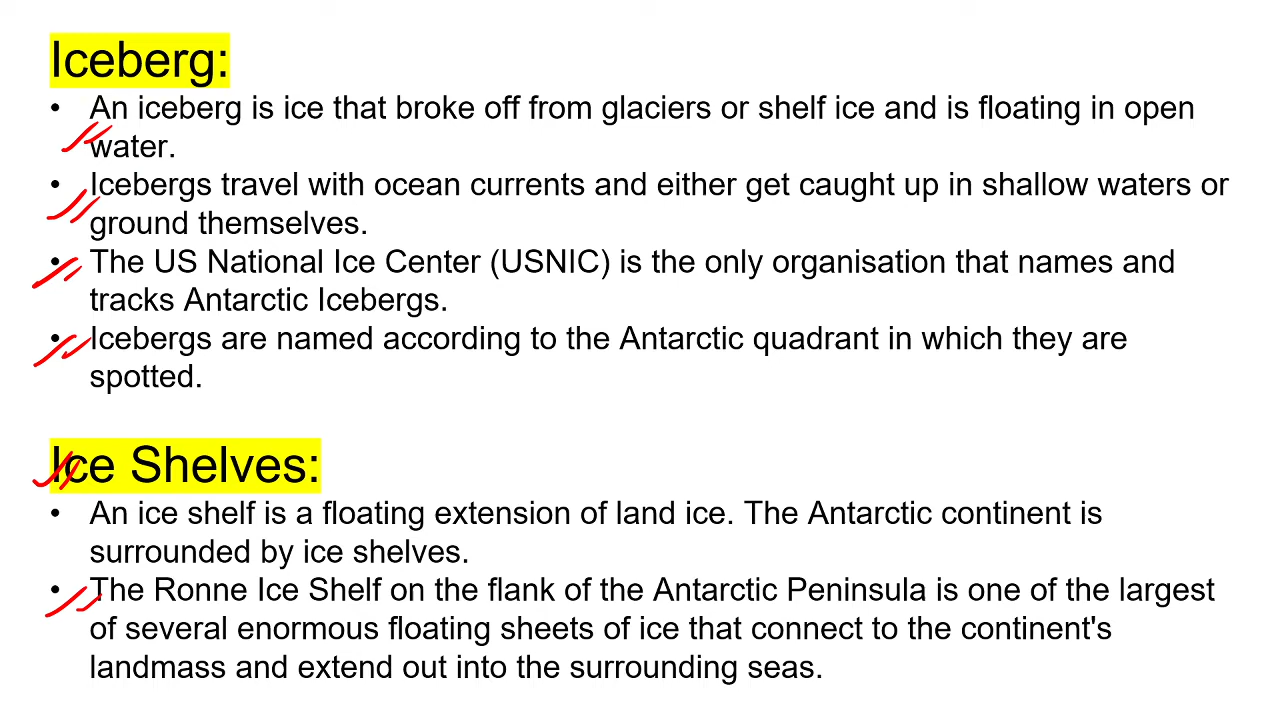 Iceberg:
• An iceberg is ice that broke off from glaciers or shelf ice and is floating in open
water.
• Icebergs travel with ocean currents and either get caught up in shallow waters or
ground themselves.
• The US National Ice Center (USNIC) is the only organisation that names and
tracks Antarctic Icebergs.
• Icebergs are named according to the Antarctic quadrant in which they are
spotted.
Ice Shelves:
• An ice shelf is a floating extension of land ice. The Antarctic continent is
surrounded by ice shelves.
• The Ronne Ice Shelf on the flank of the Antarctic Peninsula is one of the largest
of several enormous floating sheets of ice that connect to the continent's
landmass and extend out into the surrounding seas.